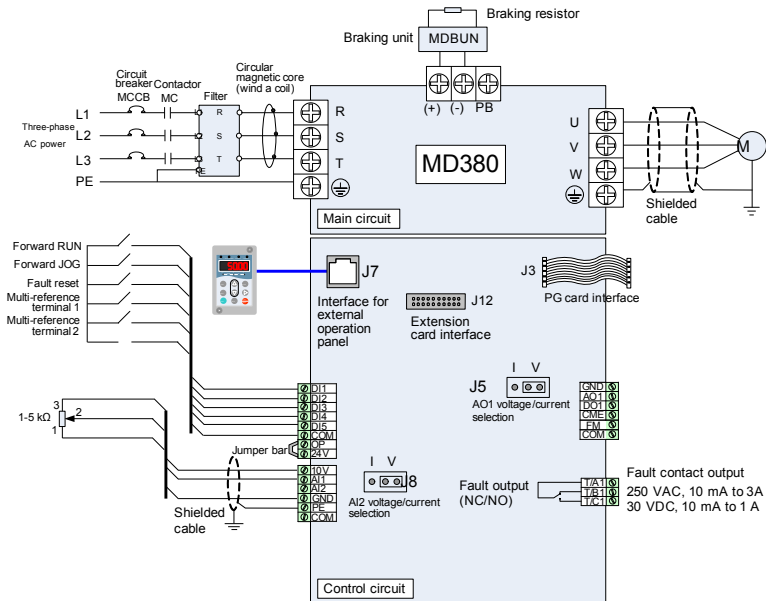 Braking resistor
Braking unit
MDBUN
(+) (-) PB
Circuit breaker
MCCB
Contactor
MC
Filter
Circular magnetic core
(wind a coil)
Three-phase
AC power
L1
L2
L3
PE
R
S
T
PE
R
S
T
MD380
Main circuit
U
V
W
M
Shielded cable
Forward RUN
Forward JOG
Fault reset
Multi-reference terminal 1
Multi-reference terminal 2
J7
Interface for external operation panel
J12
Extension card interface
J3
PG card interface
1-5 kΩ
3
2
1
Jumper bar
DI1
DI2
DI3
DI4
DI5
COM
OP
24V
10V
AI1
AI2
GND
PE
COM
Shielded cable
I V
J8
AI2 voltage/current selection
I V
J5
AO1 voltage/current selection
GND
AO1
DO1
CME
FM
COM
Fault output
(NC/NO)
T/A1
T/B1
T/C1
Fault contact output
250 VAC, 10 mA to 3A
30 VDC, 10 mA to 1 A
Control circuit